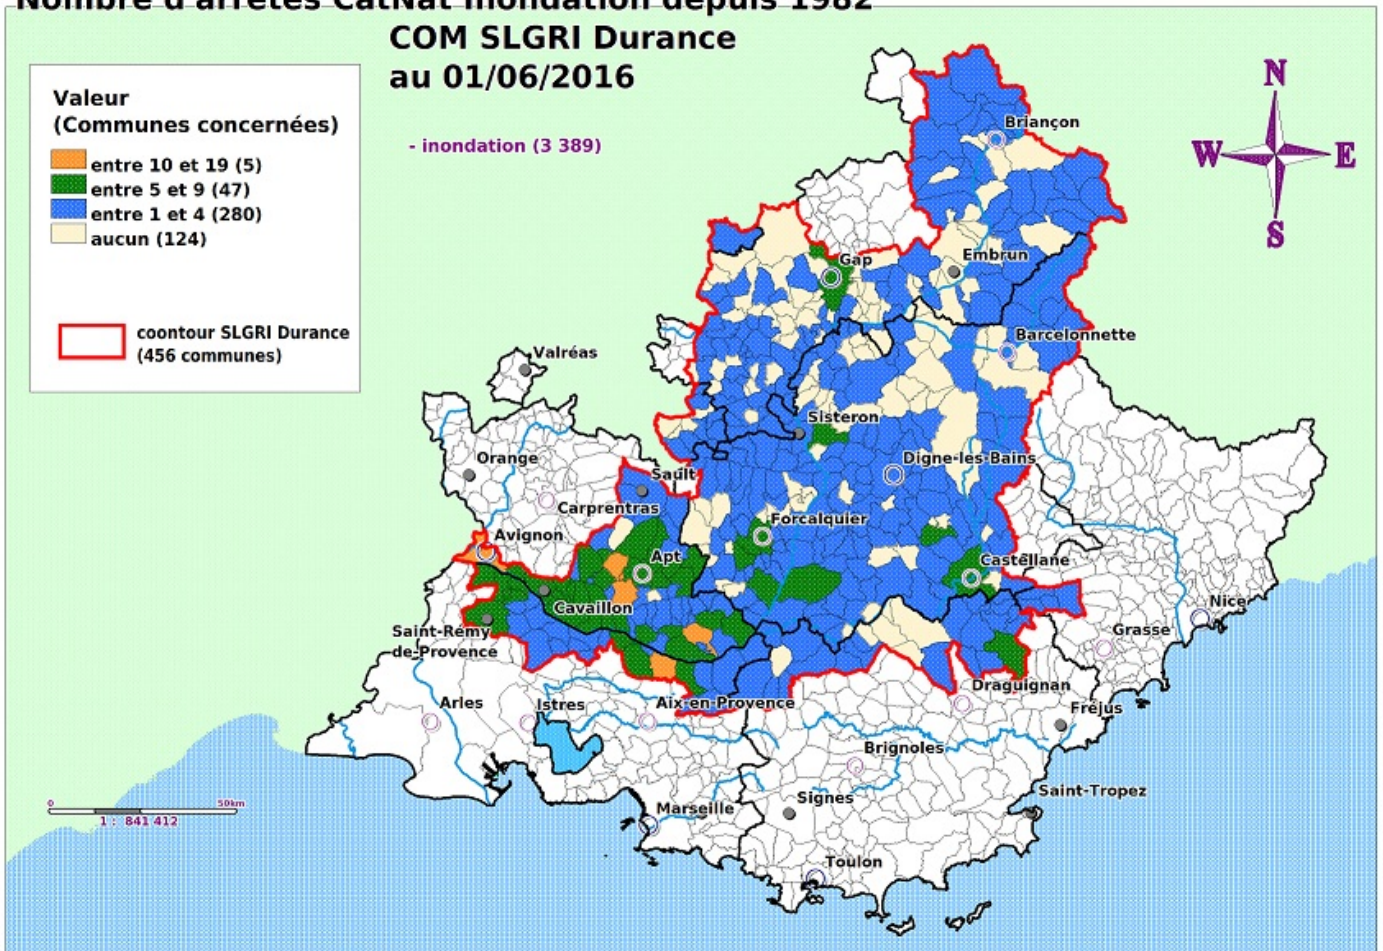 Nombre d'arrêtés CatNat inondation depuis 1982
COM SLGRI Durance
au 01/06/2016
Valeur
(Communes concernées)
entre 10 et 19 (5)
entre 5 et 9 (47)
entre 1 et 4 (280)
aucun (124)
coontour SLGRI Durance
(456 communes)
- inondation (3 389)
N
W
E
S
Briançon
Gap
Embrun
Barcelonnette
Valréas
Sisteron
Orange
Sault
Digne-les-Bains
Carpentras
Forcalquier
Avignon
Apt
Castellane
Cavaillon
Nice
Saint-Rémy
de-Provence
Grasse
Draguignan
Arles
Istres
Aix-en-Provence
Fréjus
Brignoles
Saint-Tropez
Marseille
Signes
Toulon
0
50km
1 : 841 412